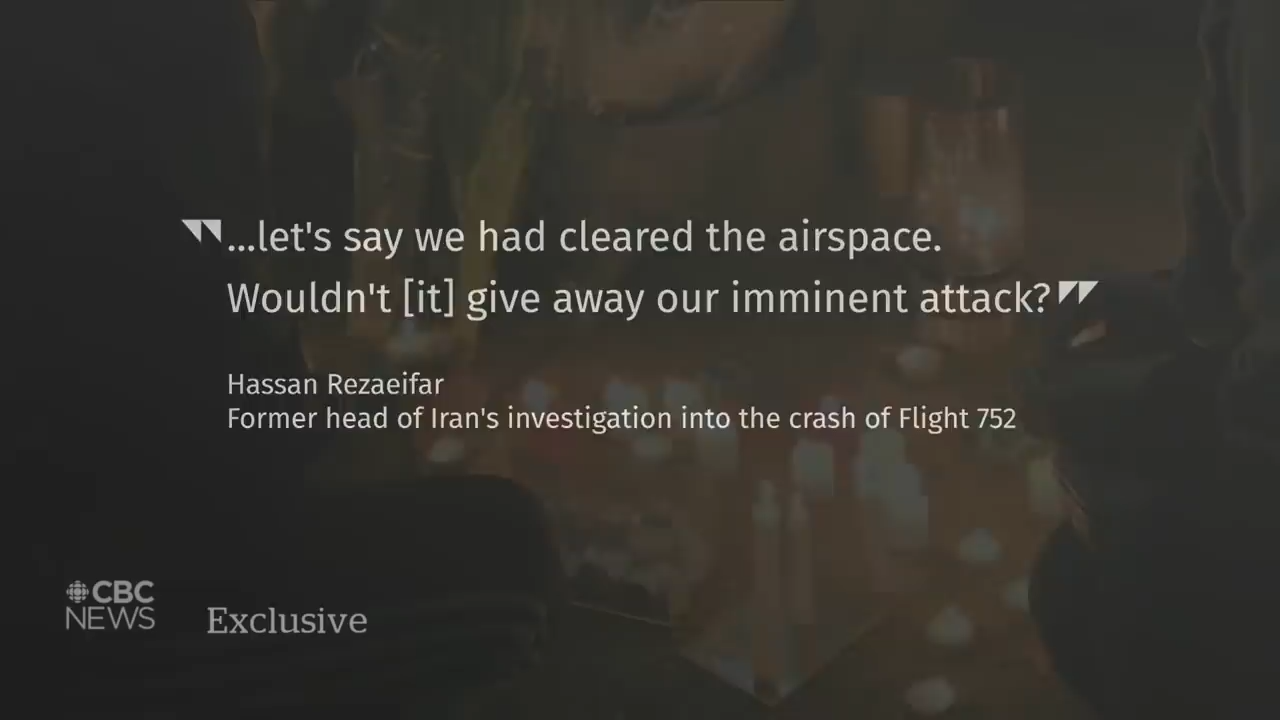 "...let's say we had cleared the airspace.
Wouldn't [it] give away our imminent attack?"
Hassan Rezaeifar
Former head of Iran's investigation into the crash of Flight 752
CBC
NEWS
Exclusive